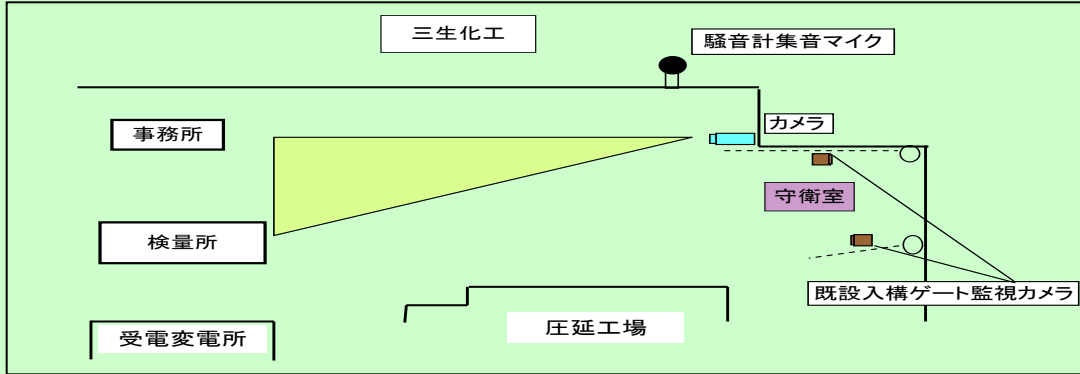 三生化工
騒音計集音マイク
カメラ
事務所
守衛室
検量所
既設入構ゲート監視カメラ
圧延工場
受電変電所